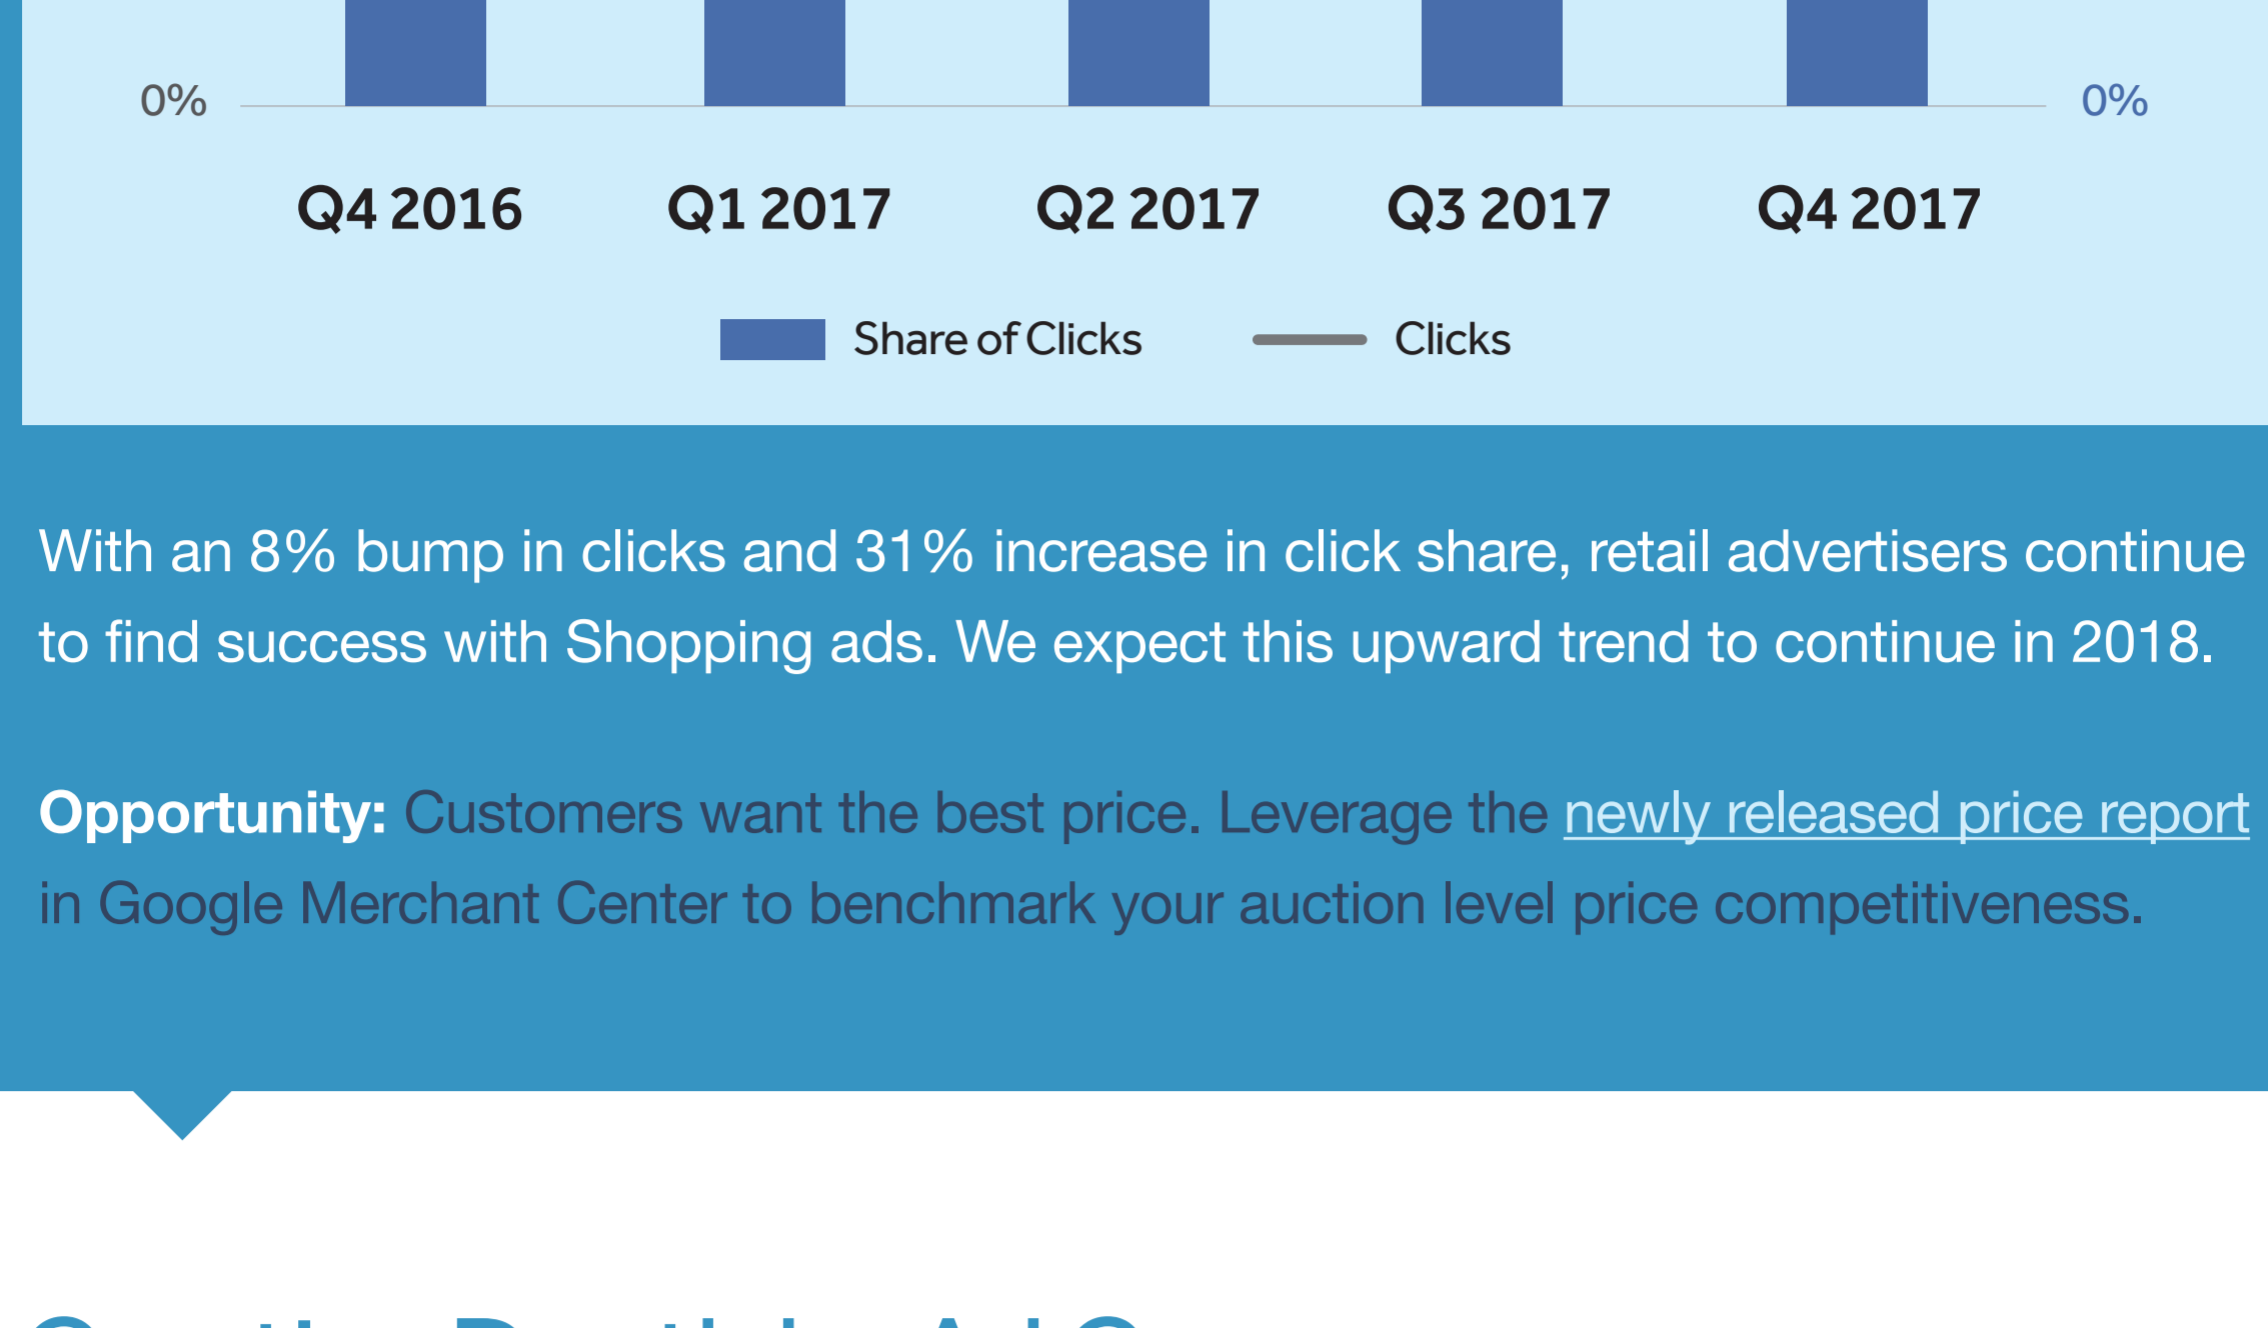 0% 0%
Q4 2016 Q1 2017 Q2 2017 Q3 2017 Q4 2017
Share of Clicks Clicks
With an 8% bump in clicks and 31% increase in click share, retail advertisers continue
to find success with Shopping ads. We expect this upward trend to continue in 2018.
Opportunity: Customers want the best price. Leverage the newly released price report
in Google Merchant Center to benchmark your auction level price competitiveness.